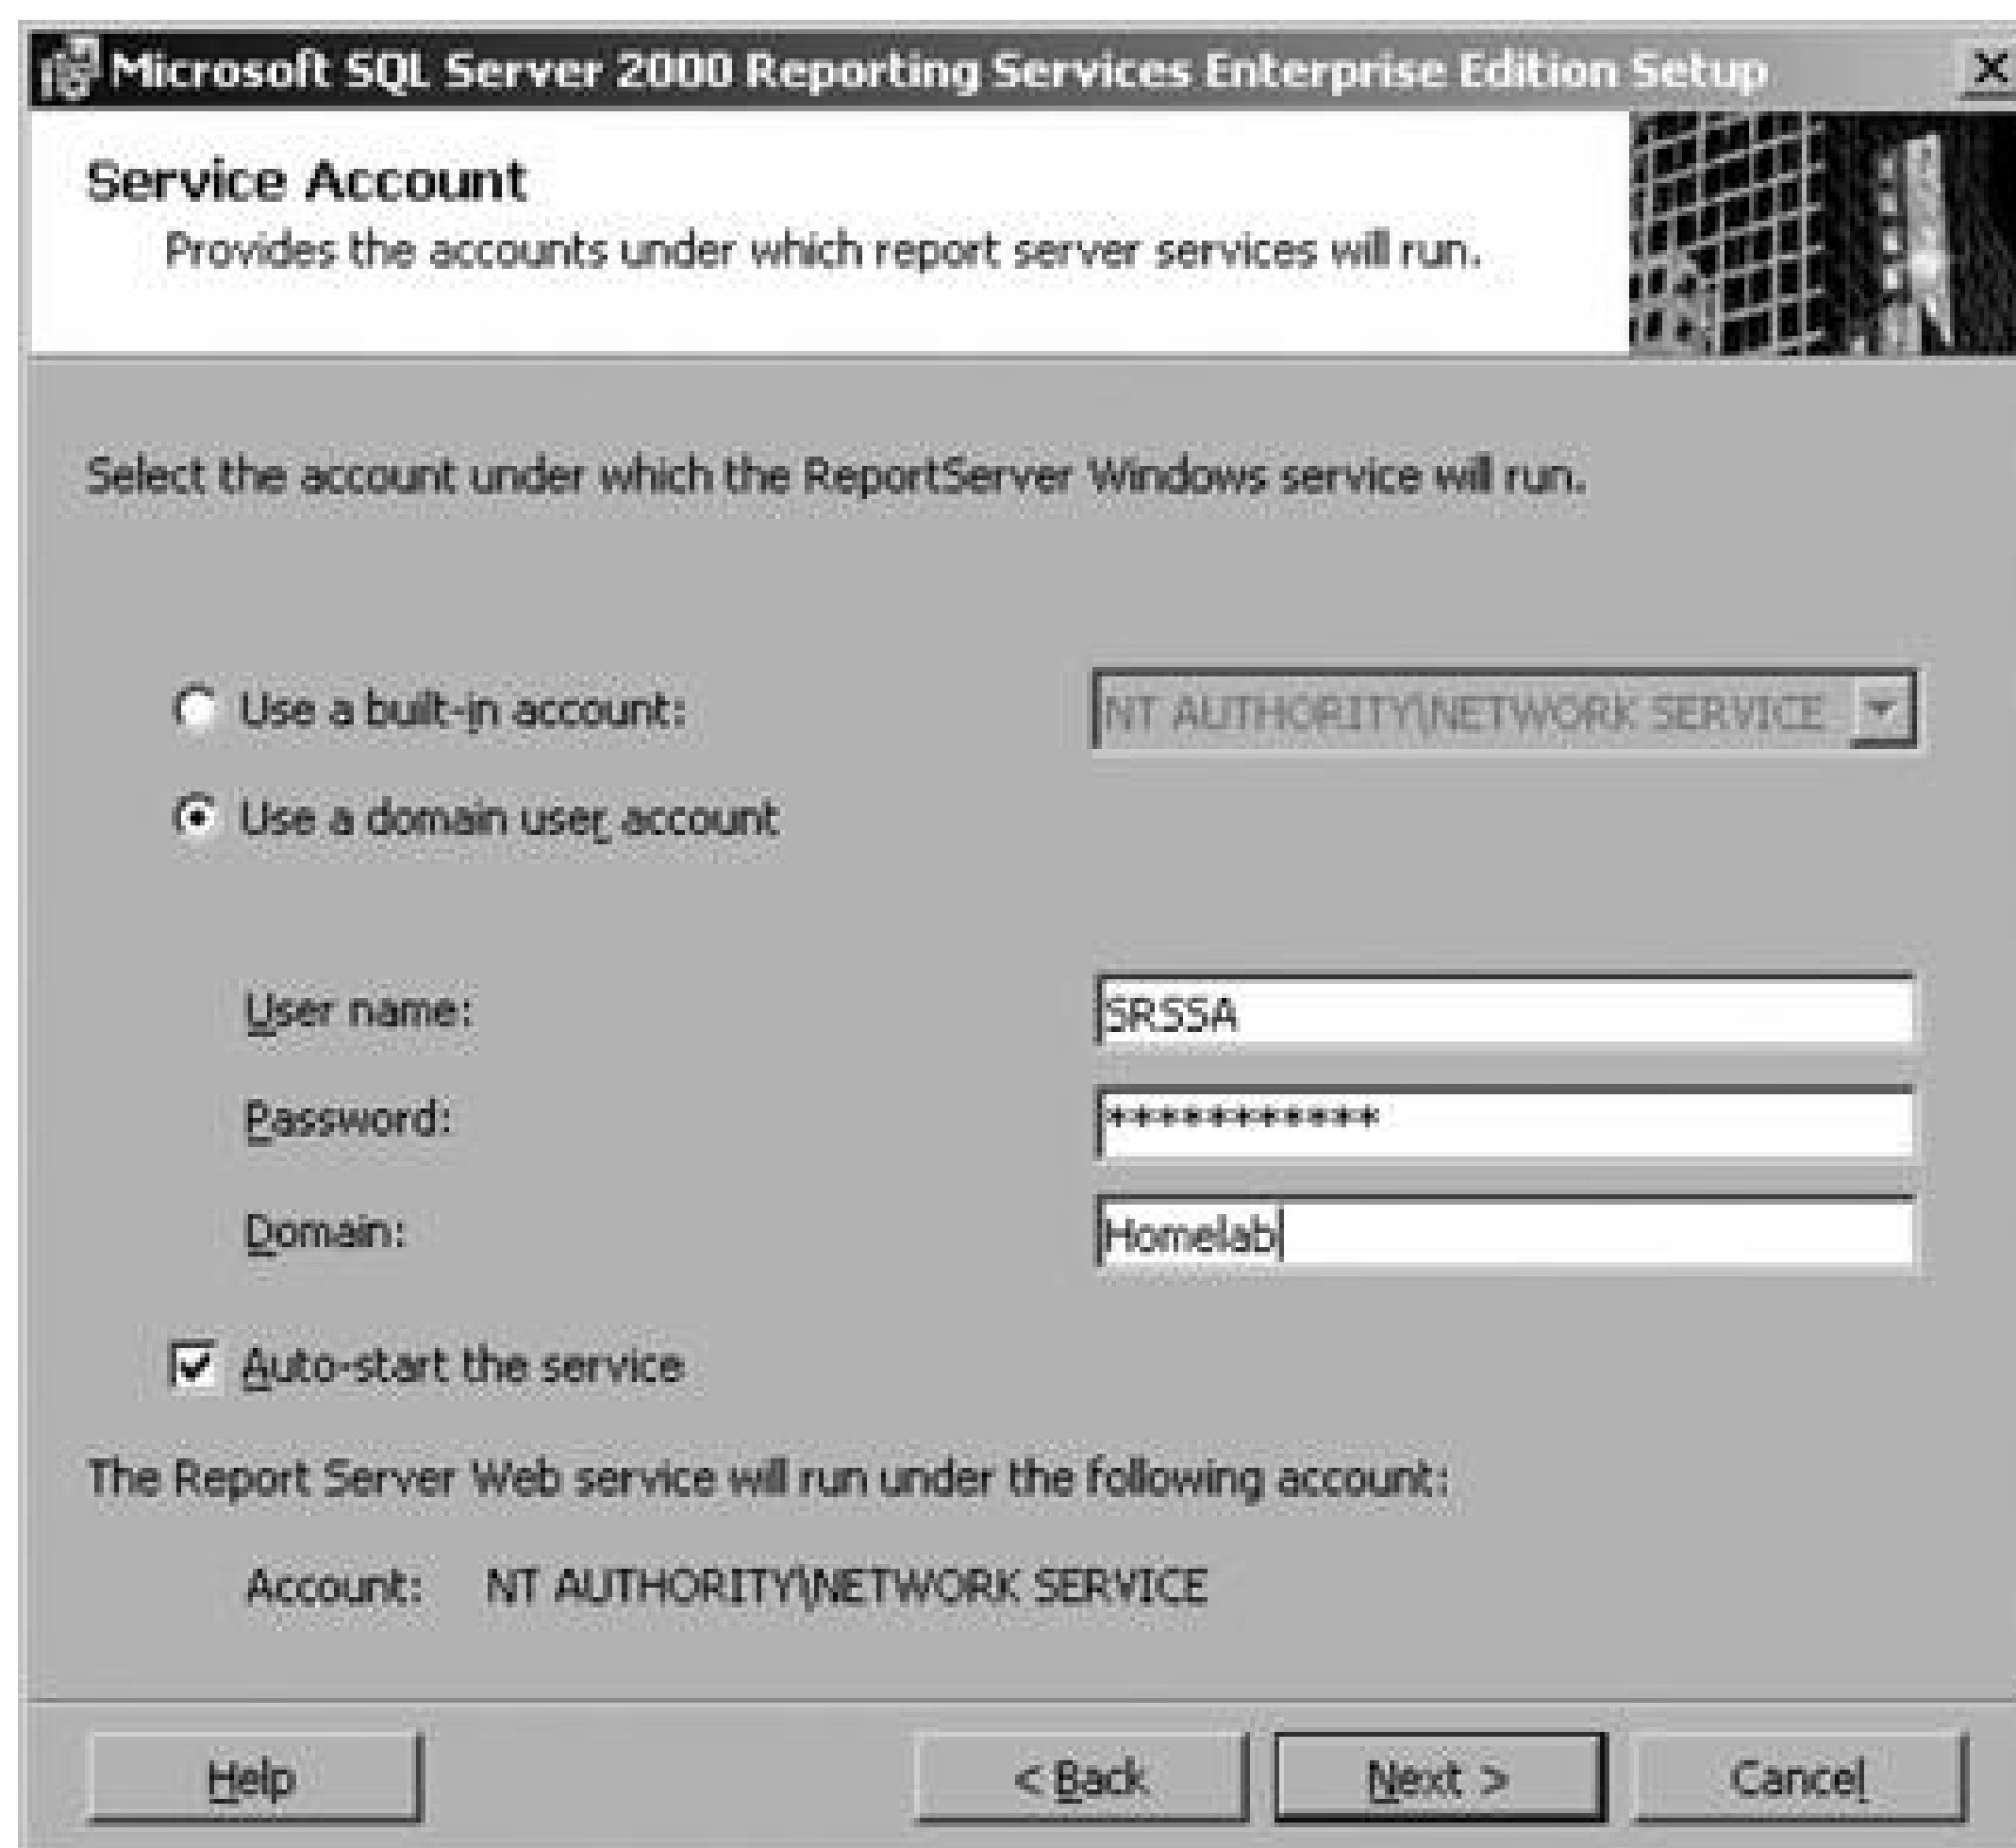 Microsoft SQL Server 2000 Reporting Services Enterprise Edition Setup
Service Account
Provides the accounts under which report server services will run.
Select the account under which the ReportServer Windows service will run.
Use a built-in account: NT AUTHORITY\NETWORK SERVICE
Use a domain user account
User name: SRSSA
Password: ***********
Domain: Homelab
Auto-start the service
The Report Server Web service will run under the following account:
Account: NT AUTHORITY\NETWORK SERVICE
Help < Back Next > Cancel